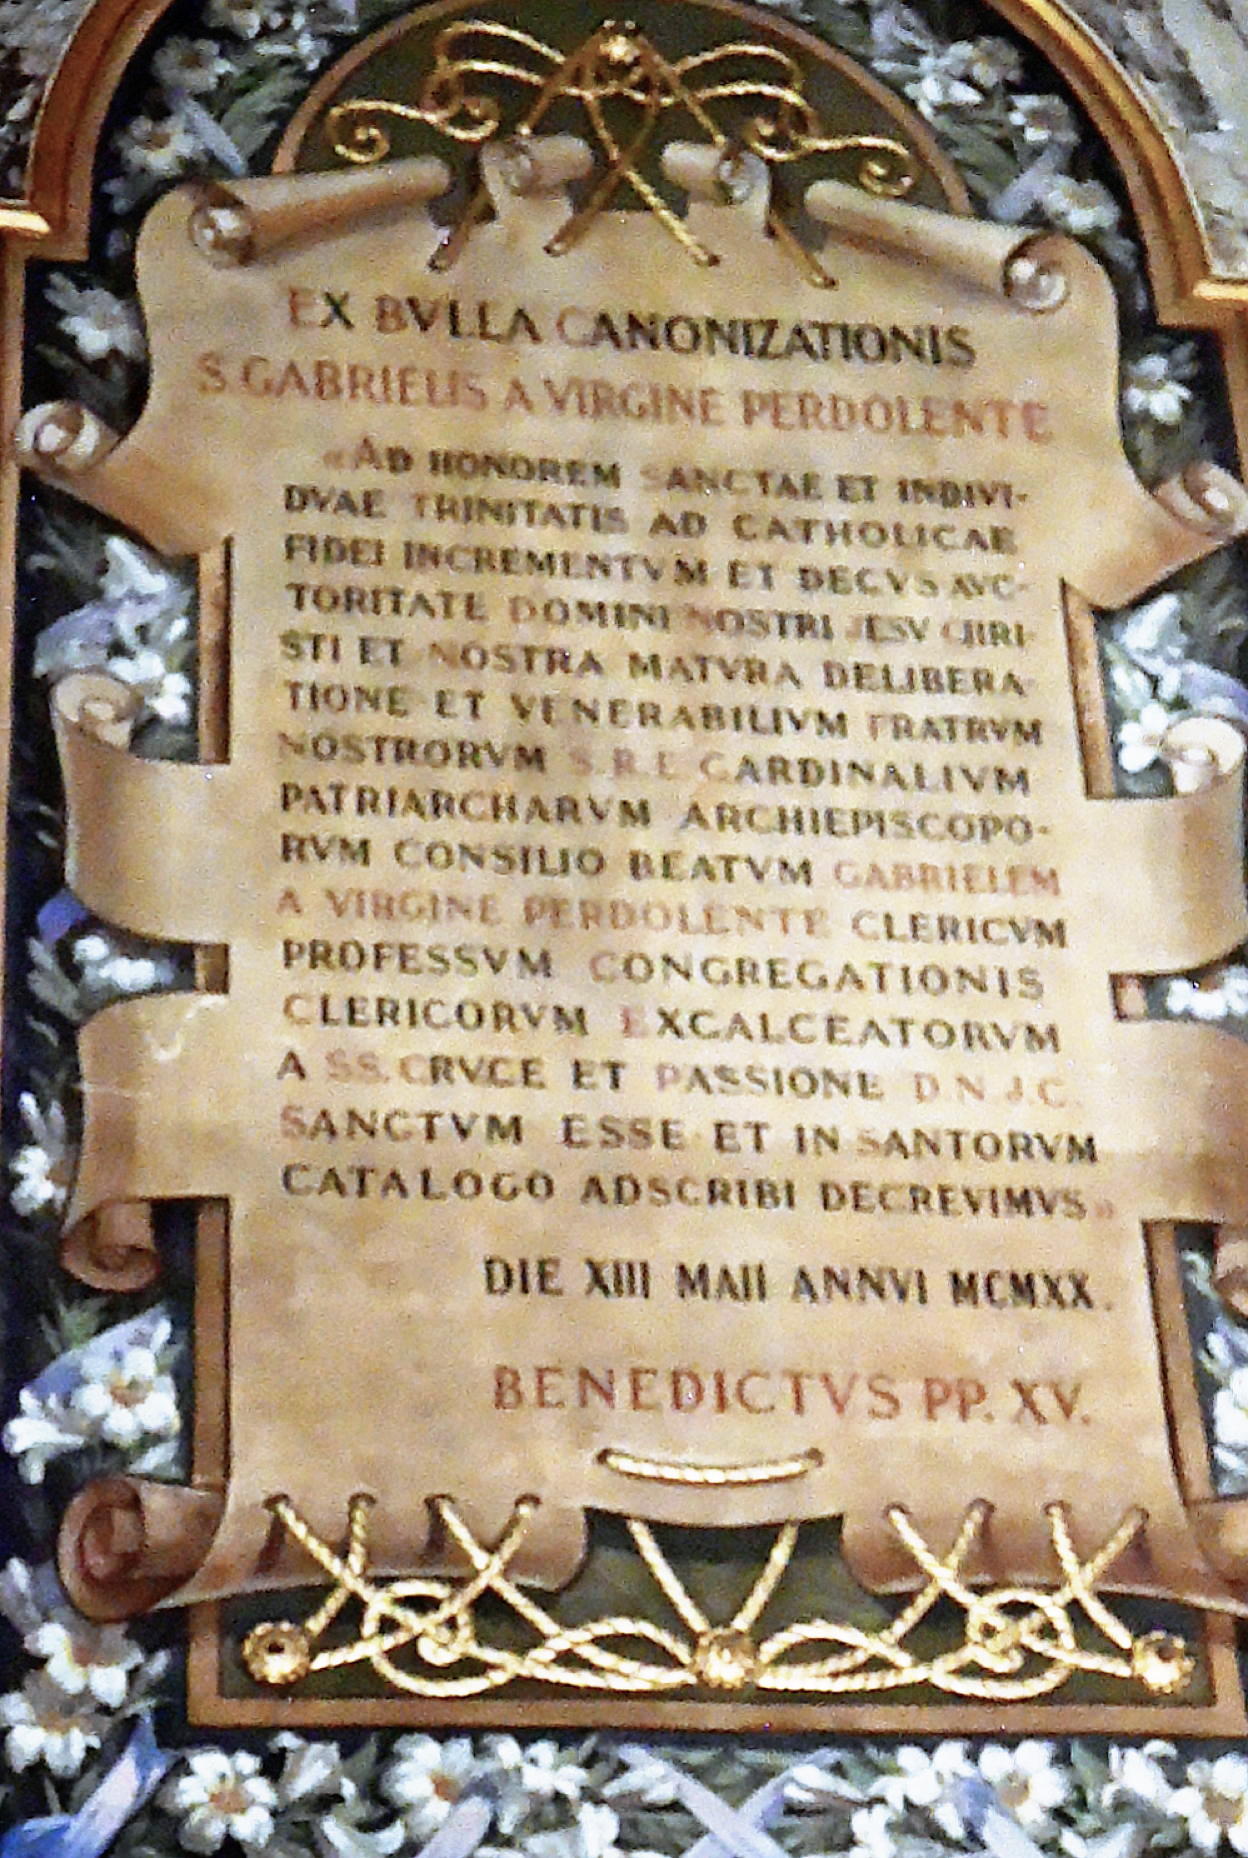 EX BVLLA CANONIZATIONIS
S. GABRIELIS A VIRGINE PERDOLENTE
«AD HONOREM SANCTAE ET INDIVI-
DVAE TRINITATIS AD CATHOLICAE
FIDEI INCREMENTVM ET DECVS AVC-
TORITATE DOMINI NOSTRI JESV CHRI-
STI ET NOSTRA MATVRA DELIBERA-
TIONE ET VENERABILIVM FRATRVM
NOSTRORVM S.R.E CARDINALIVM
PATRIARCHARVM ARCHIEPISCOPO-
RVM CONSILIO BEATVM GABRIELEM
A VIRGINE PERDOLENTE CLERICVM
PROFESSVM CONGREGATIONIS
CLERICORVM EXCALCEATORVM
A SS. CRVCE ET PASSIONE D.N.J.C.
SANCTVM ESSE ET IN SANTORVM
CATALOGO ADSCRIBI DECREVIMVS»
DIE XIII MAII ANNVI MCMXX.
BENEDICTVS PP. XV.